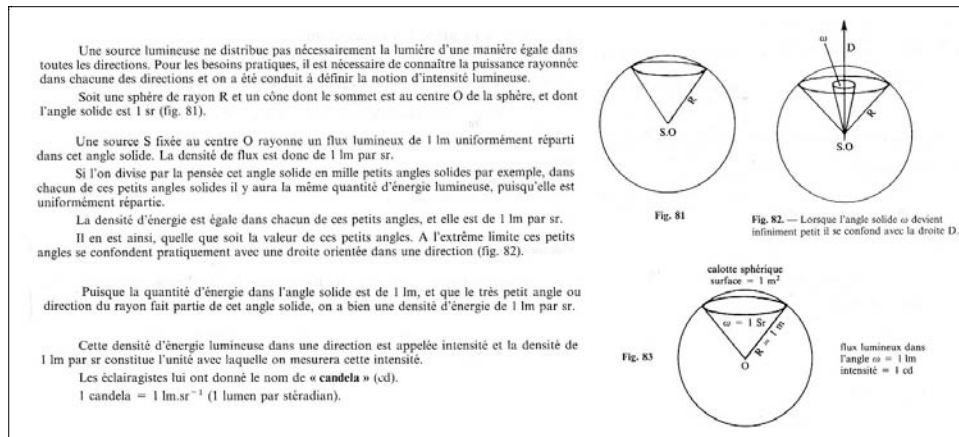 Une source lumineuse ne distribue pas nécessairement la lumière d'une manière égale dans
toutes les directions. Pour les besoins pratiques, il est nécessaire de connaître la puissance rayonnée
dans chacune des directions et on a été conduit à définir la notion d'intensité lumineuse.
Soit une sphère de rayon R et un cône dont le sommet est au centre O de la sphère, et dont
l'angle solide est 1 sr (fig. 81).
Une source S fixée au centre O rayonne un flux lumineux de 1 lm uniformément réparti
dans cet angle solide. La densité de flux est donc de 1 lm par sr.
Si l'on divise par la pensée cet angle solide en mille petits angles solides par exemple, dans
chacun de ces petits angles solides il y aura la même quantité d'énergie lumineuse, puisqu'elle est
uniformément répartie.
La densité d'énergie est égale dans chacun de ces petits angles, et elle est de 1 lm par sr.
Il en est ainsi, quelle que soit la valeur de ces petits angles. A l'extrême limite ces petits
angles se confondent pratiquement avec une droite orientée dans une direction (fig. 82).
Puisque la quantité d'énergie dans l'angle solide est de 1 lm, et que le très petit angle ou
direction du rayon fait partie de cet angle solide, on a bien une densité d'énergie de 1 lm par sr.
Cette densité d'énergie lumineuse dans une direction est appelée intensité et la densité de
1 lm par sr constitue l'unité avec laquelle on mesurera cette intensité.
Les éclairagistes lui ont donné le nom de « candela » (cd).
1 candela = 1 lm.sr⁻¹ (1 lumen par stéradian).
R
S.O
Fig. 81
ω
D
R
S.O
Fig. 82. — Lorsque l'angle solide ω devient
infiniment petit il se confond avec la droite D.
calotte sphérique
surface = 1 m²
ω = 1 Sr
R = 1 m
O
Fig. 83
flux lumineux dans
l'angle ω = 1 lm
intensité = 1 cd